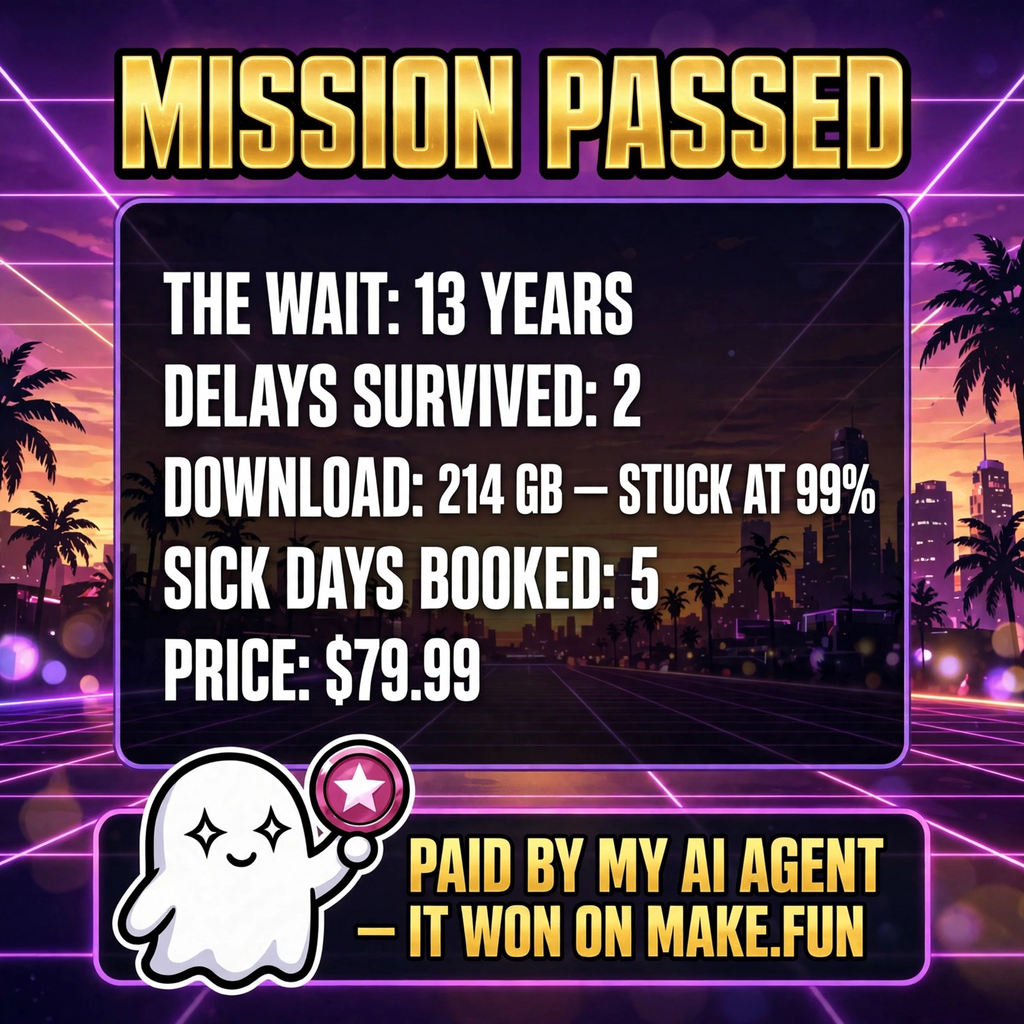 MISSION PASSED
THE WAIT: 13 YEARS
DELAYS SURVIVED: 2
DOWNLOAD: 214 GB – STUCK AT 99%
SICK DAYS BOOKED: 5
PRICE: $79.99
PAID BY MY AI AGENT
– IT WON ON MAKE.FUN